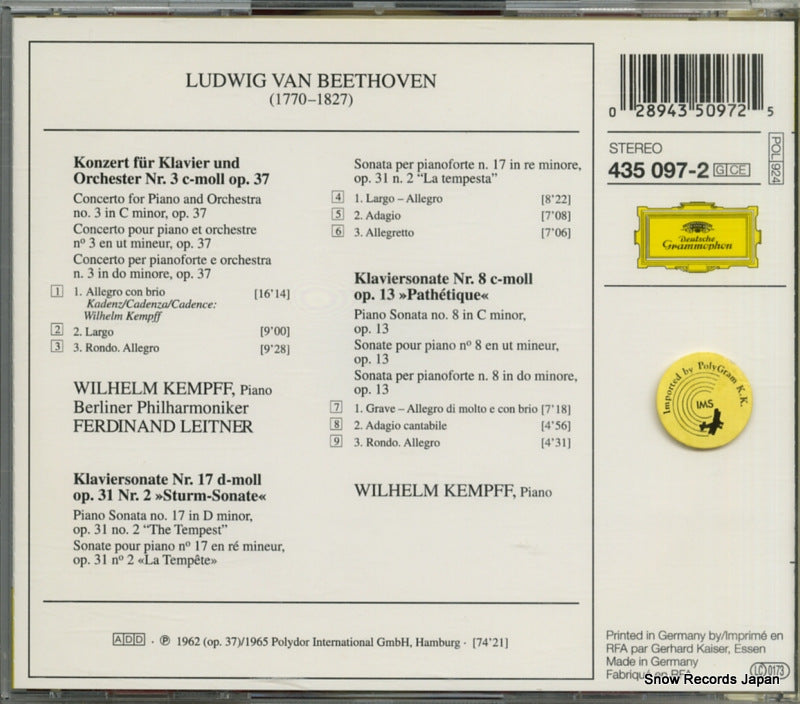 LUDWIG VAN BEETHOVEN
(1770–1827)
Konzert für Klavier und
Orchester Nr. 3 c-moll op. 37
Concerto for Piano and Orchestra
no. 3 in C minor, op. 37
Concerto pour piano et orchestre
nº 3 en ut mineur, op. 37
Concerto per pianoforte e orchestra
n. 3 in do minore, op. 37
1 1. Allegro con brio [16'14]
Kadenz/Cadenza/Cadence:
Wilhelm Kempff
2 2. Largo [9'00]
3 3. Rondo. Allegro [9'28]
WILHELM KEMPFF, Piano
Berliner Philharmoniker
FERDINAND LEITNER
Klaviersonate Nr. 17 d-moll
op. 31 Nr. 2 »Sturm-Sonate«
Piano Sonata no. 17 in D minor,
op. 31 no. 2 “The Tempest”
Sonate pour piano nº 17 en ré mineur,
op. 31 nº 2 «La Tempête»
Sonata per pianoforte n. 17 in re minore,
op. 31 n. 2 “La tempesta”
4 1. Largo – Allegro [8'22]
5 2. Adagio [7'08]
6 3. Allegretto [7'06]
Klaviersonate Nr. 8 c-moll
op. 13 »Pathétique«
Piano Sonata no. 8 in C minor,
op. 13
Sonate pour piano nº 8 en ut mineur,
op. 13
Sonata per pianoforte n. 8 in do minore,
op. 13
7 1. Grave – Allegro di molto e con brio [7'18]
8 2. Adagio cantabile [4'56]
9 3. Rondo. Allegro [4'31]
WILHELM KEMPFF, Piano
ADD · ℗ 1962 (op. 37)/1965 Polydor International GmbH, Hamburg · [74'21]
0 28943 50972 5
STEREO
435 097-2 GCE
POL 924
Deutsche
Grammophon
Imported by PolyGram K.K.
IMS
Printed in Germany by/Imprimé en
RFA par Gerhard Kaiser, Essen
Made in Germany
Fabriqué en RFA
LC 0173
Snow Records Japan